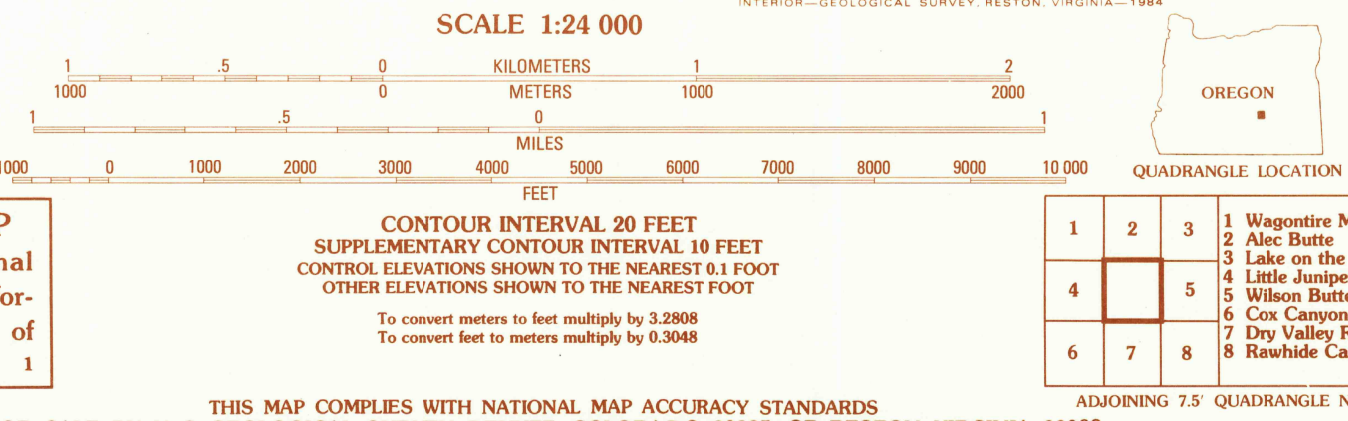 INTERIOR—GEOLOGICAL SURVEY, RESTON, VIRGINIA—1984
SCALE 1:24 000
1 .5 0 KILOMETERS 1 2
1000 0 METERS 1000 2000
1 .5 0 1
MILES
1000 0 1000 2000 3000 4000 5000 6000 7000 8000 9000 10 000
FEET
OREGON
QUADRANGLE LOCATION
CONTOUR INTERVAL 20 FEET
SUPPLEMENTARY CONTOUR INTERVAL 10 FEET
CONTROL ELEVATIONS SHOWN TO THE NEAREST 0.1 FOOT
OTHER ELEVATIONS SHOWN TO THE NEAREST FOOT
To convert meters to feet multiply by 3.2808
To convert feet to meters multiply by 0.3048
P
nal
for-
of
1
1 2 3
4 5
6 7 8
1 Wagontire M
2 Alec Butte
3 Lake on the
4 Little Junipe
5 Wilson Butte
6 Cox Canyon
7 Dry Valley R
8 Rawhide Ca
ADJOINING 7.5′ QUADRANGLE N
THIS MAP COMPLIES WITH NATIONAL MAP ACCURACY STANDARDS